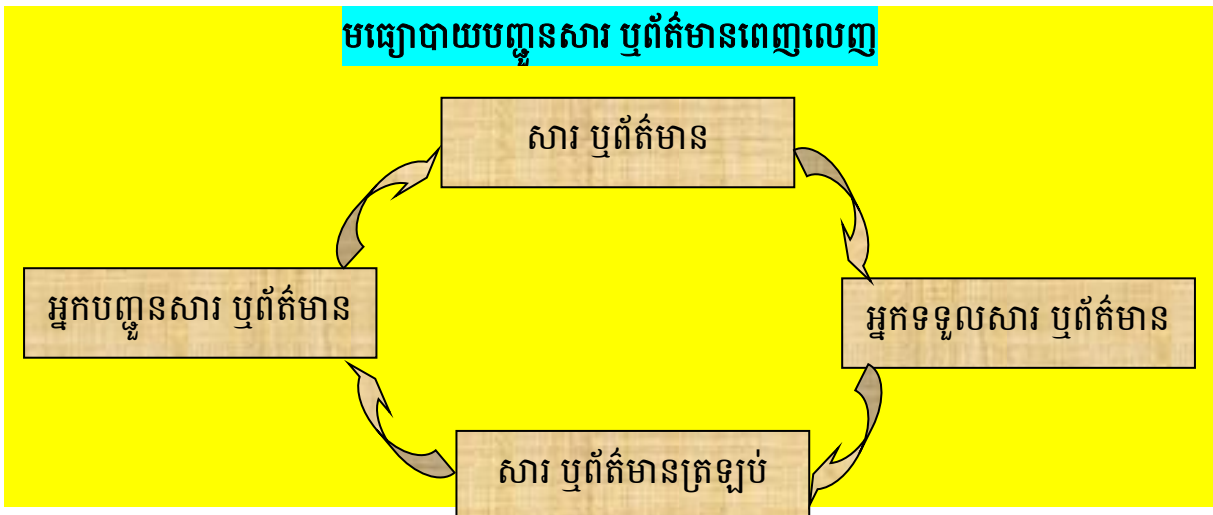 មធ្យោបាយបញ្ជូនសារ ឬព័ត៌មានពេញលេញ
សារ ឬព័ត៌មាន
អ្នកបញ្ជូនសារ ឬព័ត៌មាន
អ្នកទទួលសារ ឬព័ត៌មាន
សារ ឬព័ត៌មានត្រឡប់